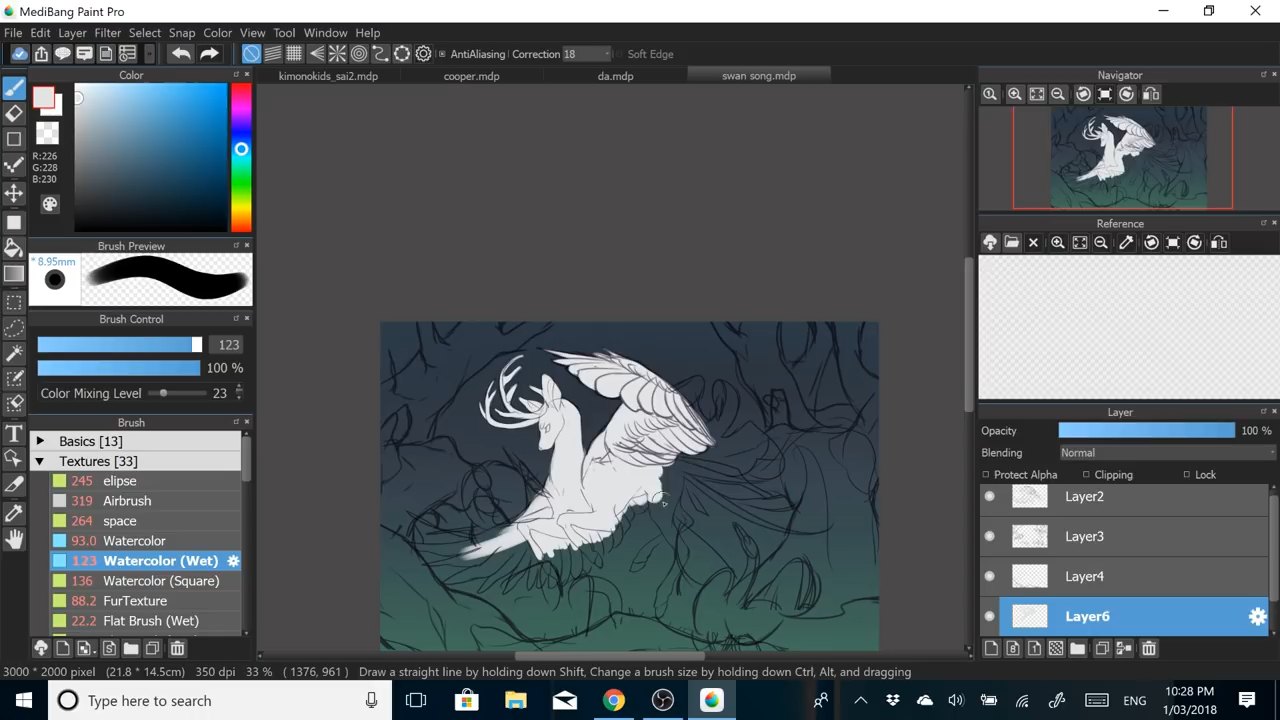 MediBang Paint Pro
File Edit Layer Filter Select Snap Color View Tool Window Help
AntiAliasing Correction 18 Soft Edge
Color
kimonokids_sai2.mdp cooper.mdp da.mdp swan song.mdp
Navigator
R:226
G:228
B:230
Brush Preview
* 8.95mm
Reference
Brush Control
123
100 %
Color Mixing Level 23
Brush
Basics [13]
Textures [33]
245 elipse
319 Airbrush
264 space
93.0 Watercolor
123 Watercolor (Wet)
136 Watercolor (Square)
88.2 FurTexture
22.2 Flat Brush (Wet)
Layer
Opacity 100 %
Blending Normal
Protect Alpha Clipping Lock
Layer2
Layer3
Layer4
Layer6
3000 * 2000 pixel (21.8 * 14.5cm) 350 dpi 33 % ( 1376, 961 ) Draw a straight line by holding down Shift, Change a brush size by holding down Ctrl, Alt, and dragging
Type here to search
ENG
10:28 PM
1/03/2018